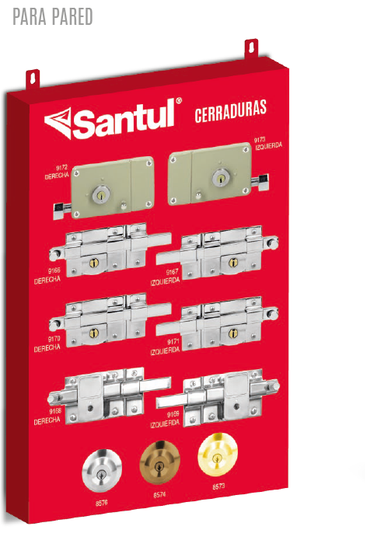 PARA PARED
Santul®
CERRADURAS
9172
DERECHA
9173
IZQUIERDA
9166
DERECHA
9167
IZQUIERDA
9170
DERECHA
9171
IZQUIERDA
9168
DERECHA
9169
IZQUIERDA
8576
8574
8573